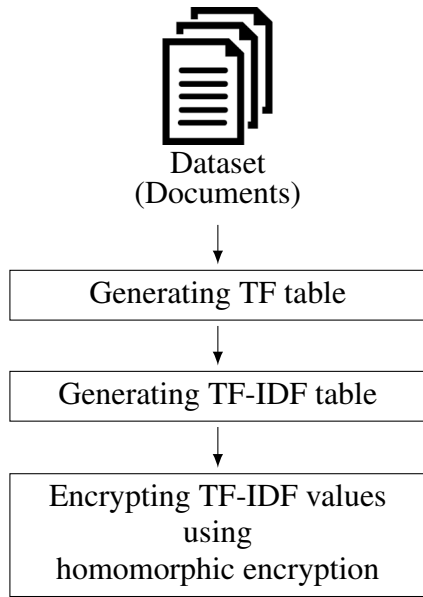 Dataset
(Documents)
Generating TF table
Generating TF-IDF table
Encrypting TF-IDF values
using
homomorphic encryption